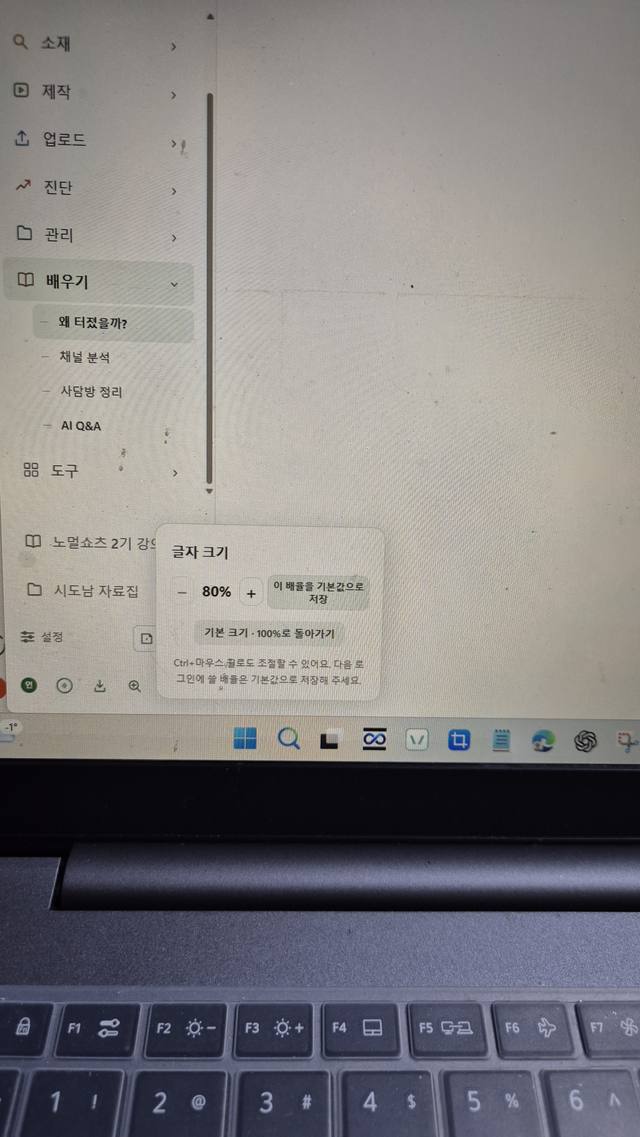 소재
제작
업로드
진단
관리
배우기
왜 터졌을까?
채널 분석
사담방 정리
AI Q&A
도구
노멀쇼츠 2기
시도남 자료집
설정
글자 크기
− 80% +
이 배율을 기본값으로
저장
기본 크기 · 100%로 돌아가기
Ctrl+마우스 휠로도 조절할 수 있어요. 다음 로
그인에 쓸 배율은 기본값으로 저장해 주세요.
-1°
F1 F2 F3 F4 F5 F6 F7
1 ! 2 @ 3 # 4 $ 5 % 6 ^